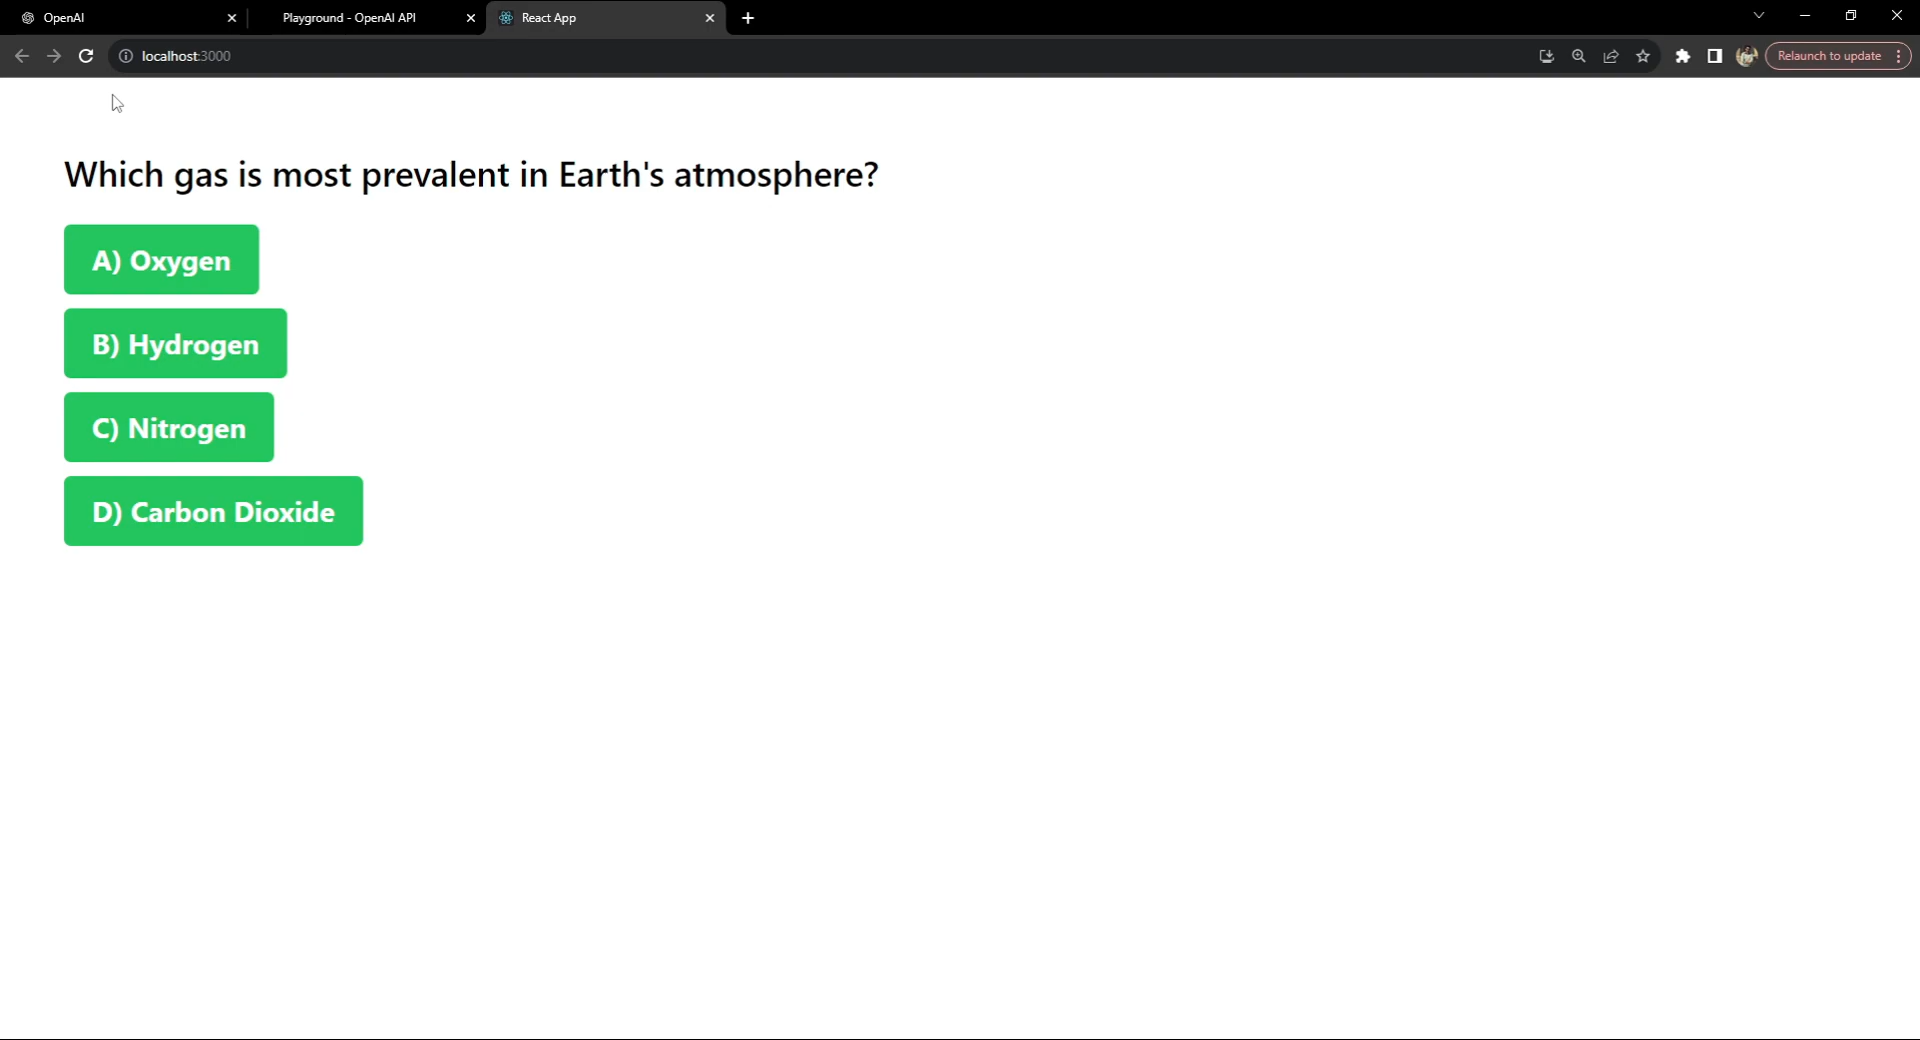 OpenAI
Playground - OpenAI API
React App
localhost:3000
Relaunch to update
Which gas is most prevalent in Earth's atmosphere?
A) Oxygen
B) Hydrogen
C) Nitrogen
D) Carbon Dioxide